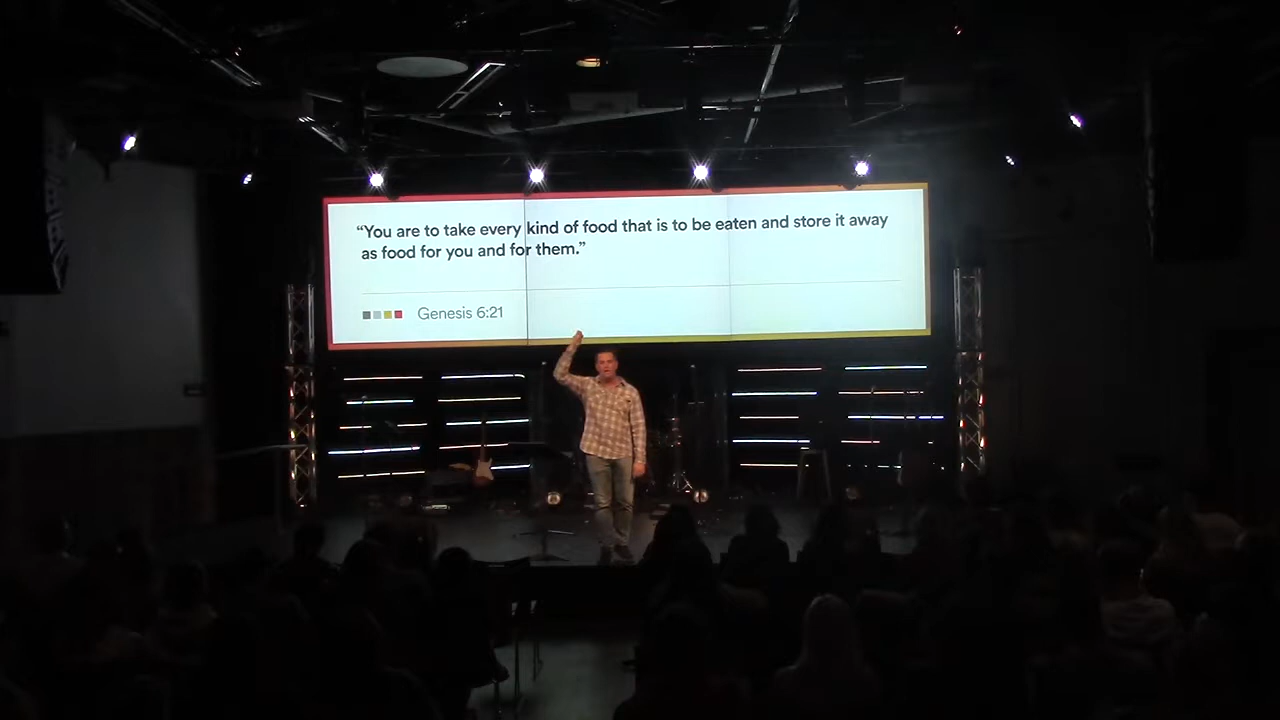 “You are to take every kind of food that is to be eaten and store it away
as food for you and for them.”
Genesis 6:21